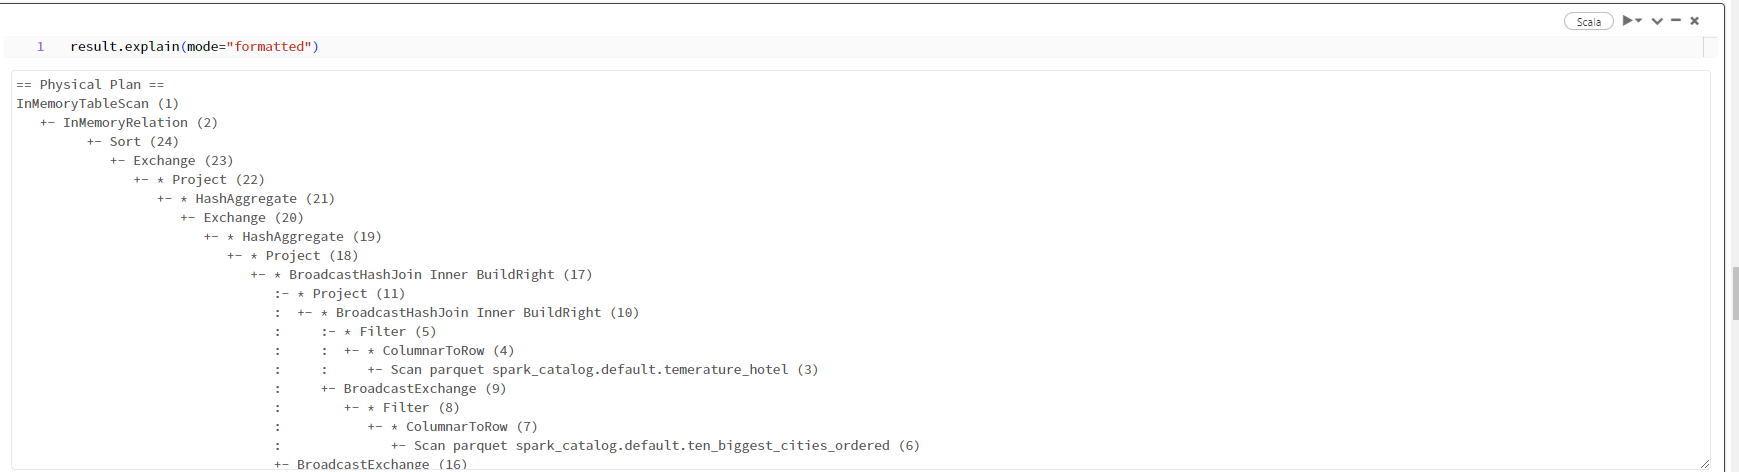 Scala
1 result.explain(mode="formatted")
== Physical Plan ==
InMemoryTableScan (1)
   +- InMemoryRelation (2)
         +- Sort (24)
            +- Exchange (23)
               +- * Project (22)
                  +- * HashAggregate (21)
                     +- Exchange (20)
                        +- * HashAggregate (19)
                           +- * Project (18)
                              +- * BroadcastHashJoin Inner BuildRight (17)
                                 :- * Project (11)
                                 :  +- * BroadcastHashJoin Inner BuildRight (10)
                                 :     :- * Filter (5)
                                 :     :  +- * ColumnarToRow (4)
                                 :     :     +- Scan parquet spark_catalog.default.temerature_hotel (3)
                                 :     +- BroadcastExchange (9)
                                 :        +- * Filter (8)
                                 :           +- * ColumnarToRow (7)
                                 :              +- Scan parquet spark_catalog.default.ten_biggest_cities_ordered (6)
                                 +- BroadcastExchange (16)